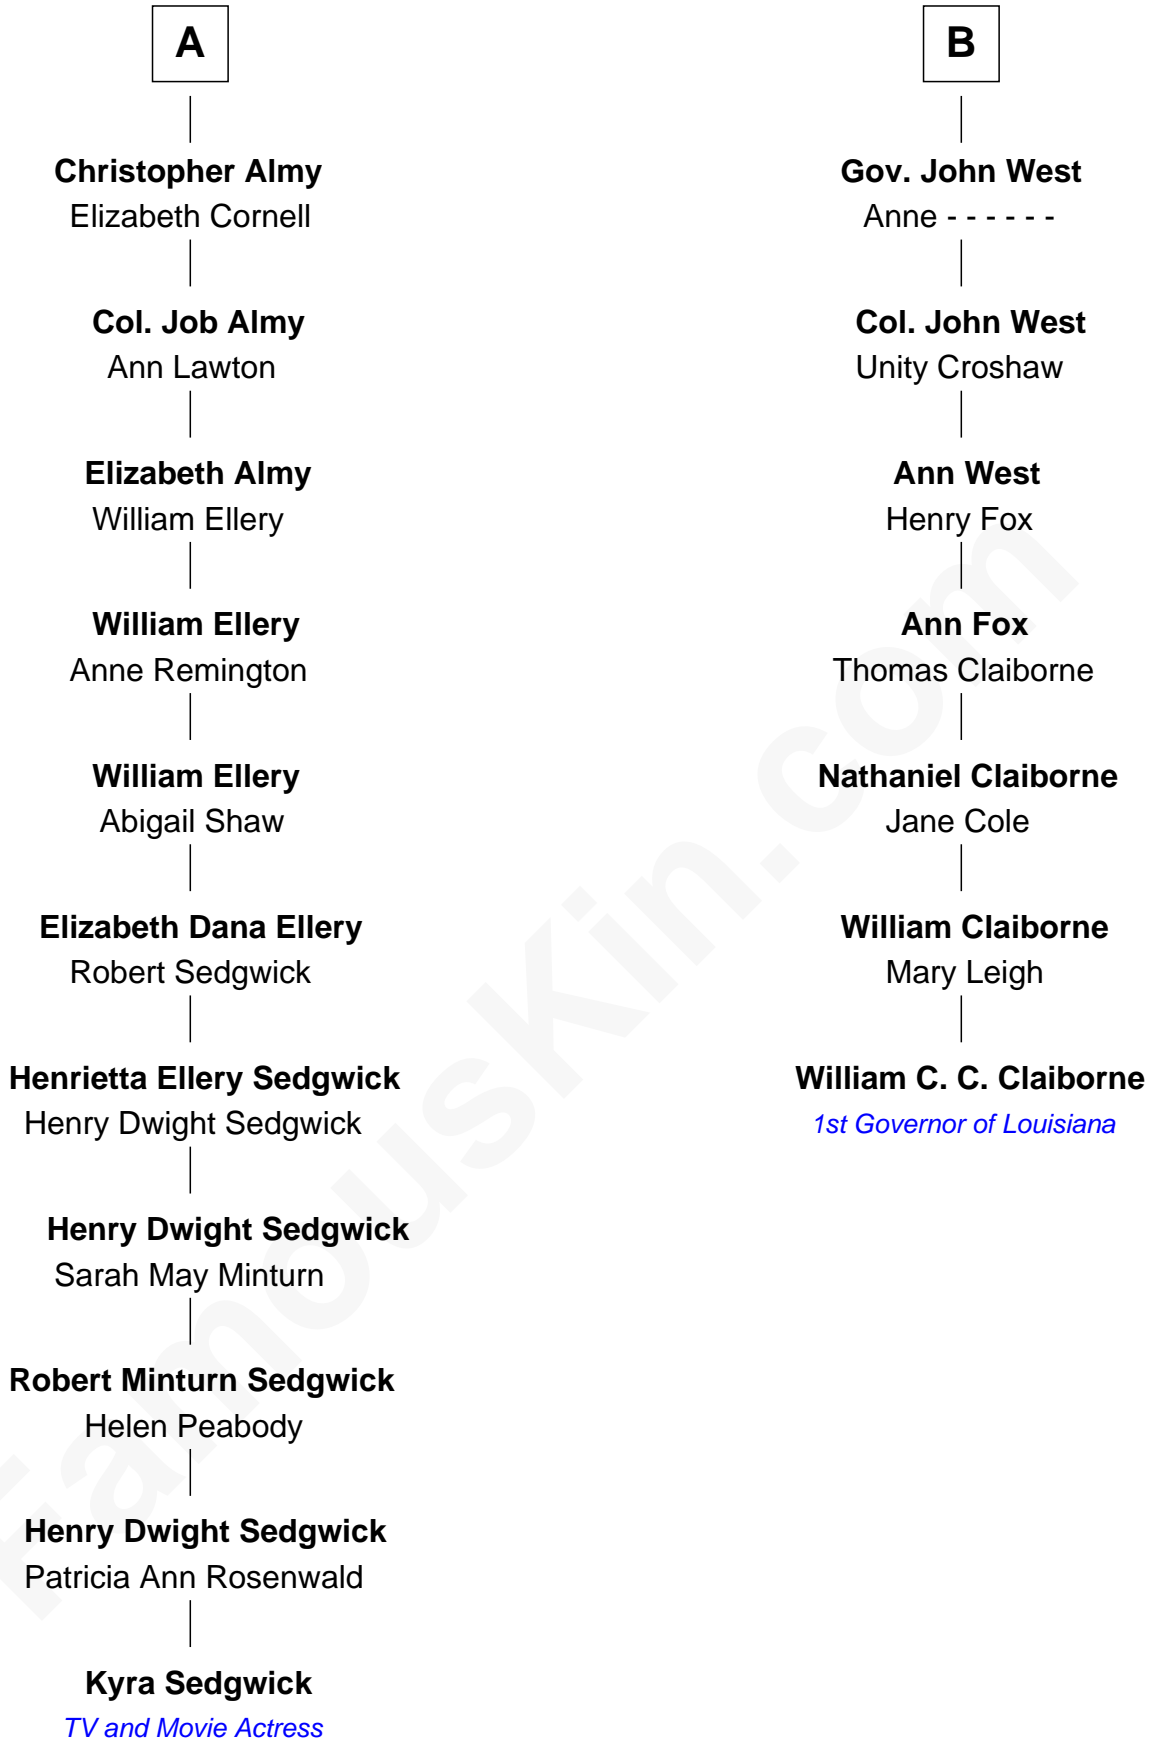 A
Christopher Almy
Elizabeth Cornell
Col. Job Almy
Ann Lawton
Elizabeth Almy
William Ellery
William Ellery
Anne Remington
William Ellery
Abigail Shaw
Elizabeth Dana Ellery
Robert Sedgwick
Henrietta Ellery Sedgwick
Henry Dwight Sedgwick
Henry Dwight Sedgwick
Sarah May Minturn
Robert Minturn Sedgwick
Helen Peabody
Henry Dwight Sedgwick
Patricia Ann Rosenwald
Kyra Sedgwick
TV and Movie Actress
B
Gov. John West
Anne - - - - - -
Col. John West
Unity Croshaw
Ann West
Henry Fox
Ann Fox
Thomas Claiborne
Nathaniel Claiborne
Jane Cole
William Claiborne
Mary Leigh
William C. C. Claiborne
1st Governor of Louisiana
FamousKin.com